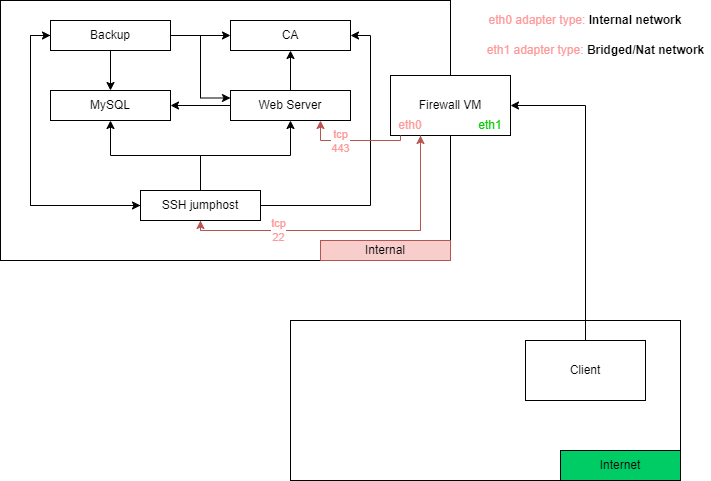 eth0 adapter type: Internal network
eth1 adapter type: Bridged/Nat network
Backup
CA
MySQL
Web Server
Firewall VM
eth0
eth1
tcp
443
SSH jumphost
tcp
22
Internal
Client
Internet